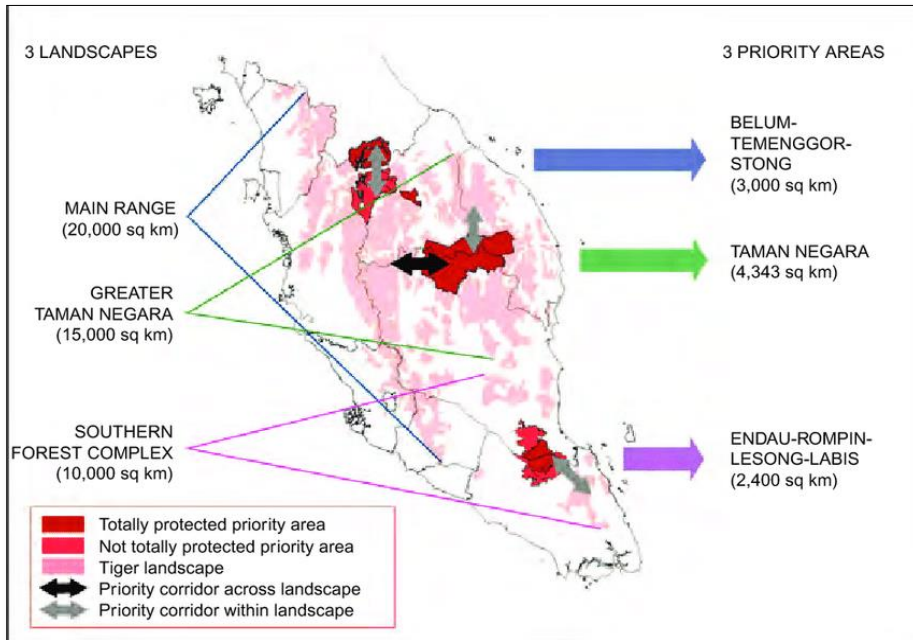 3 LANDSCAPES
MAIN RANGE
(20,000 sq km)
GREATER
TAMAN NEGARA
(15,000 sq km)
SOUTHERN
FOREST COMPLEX
(10,000 sq km)
3 PRIORITY AREAS
BELUM-
TEMENGGOR-
STONG
(3,000 sq km)
TAMAN NEGARA
(4,343 sq km)
ENDAU-ROMPIN-
LESONG-LABIS
(2,400 sq km)
Totally protected priority area
Not totally protected priority area
Tiger landscape
Priority corridor across landscape
Priority corridor within landscape